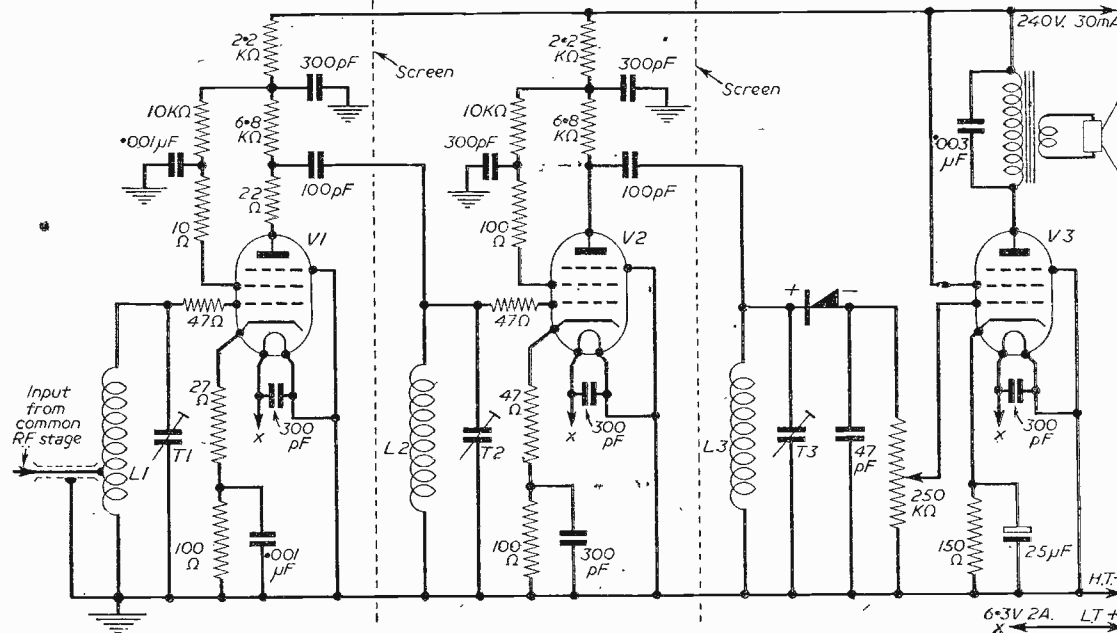 240V. 30mA
2·2
KΩ
300pF
Screen
10KΩ
·001µF
6·8
KΩ
100pF
22
Ω
10
Ω
V1
47Ω
27
Ω
300
pF
x
Input
from
common
RF stage
L1
T1
100
Ω
·001
µF
2·2
KΩ
300pF
Screen
10KΩ
300pF
6·8
KΩ
100pF
100
Ω
V2
47Ω
47
Ω
300
pF
x
L2
T2
100
Ω
300
pF
+
-
L3
T3
47
pF
250
KΩ
·003
µF
V3
300
pF
x
150
Ω
25µF
H.T.-
6·3V 2A. L.T +
x